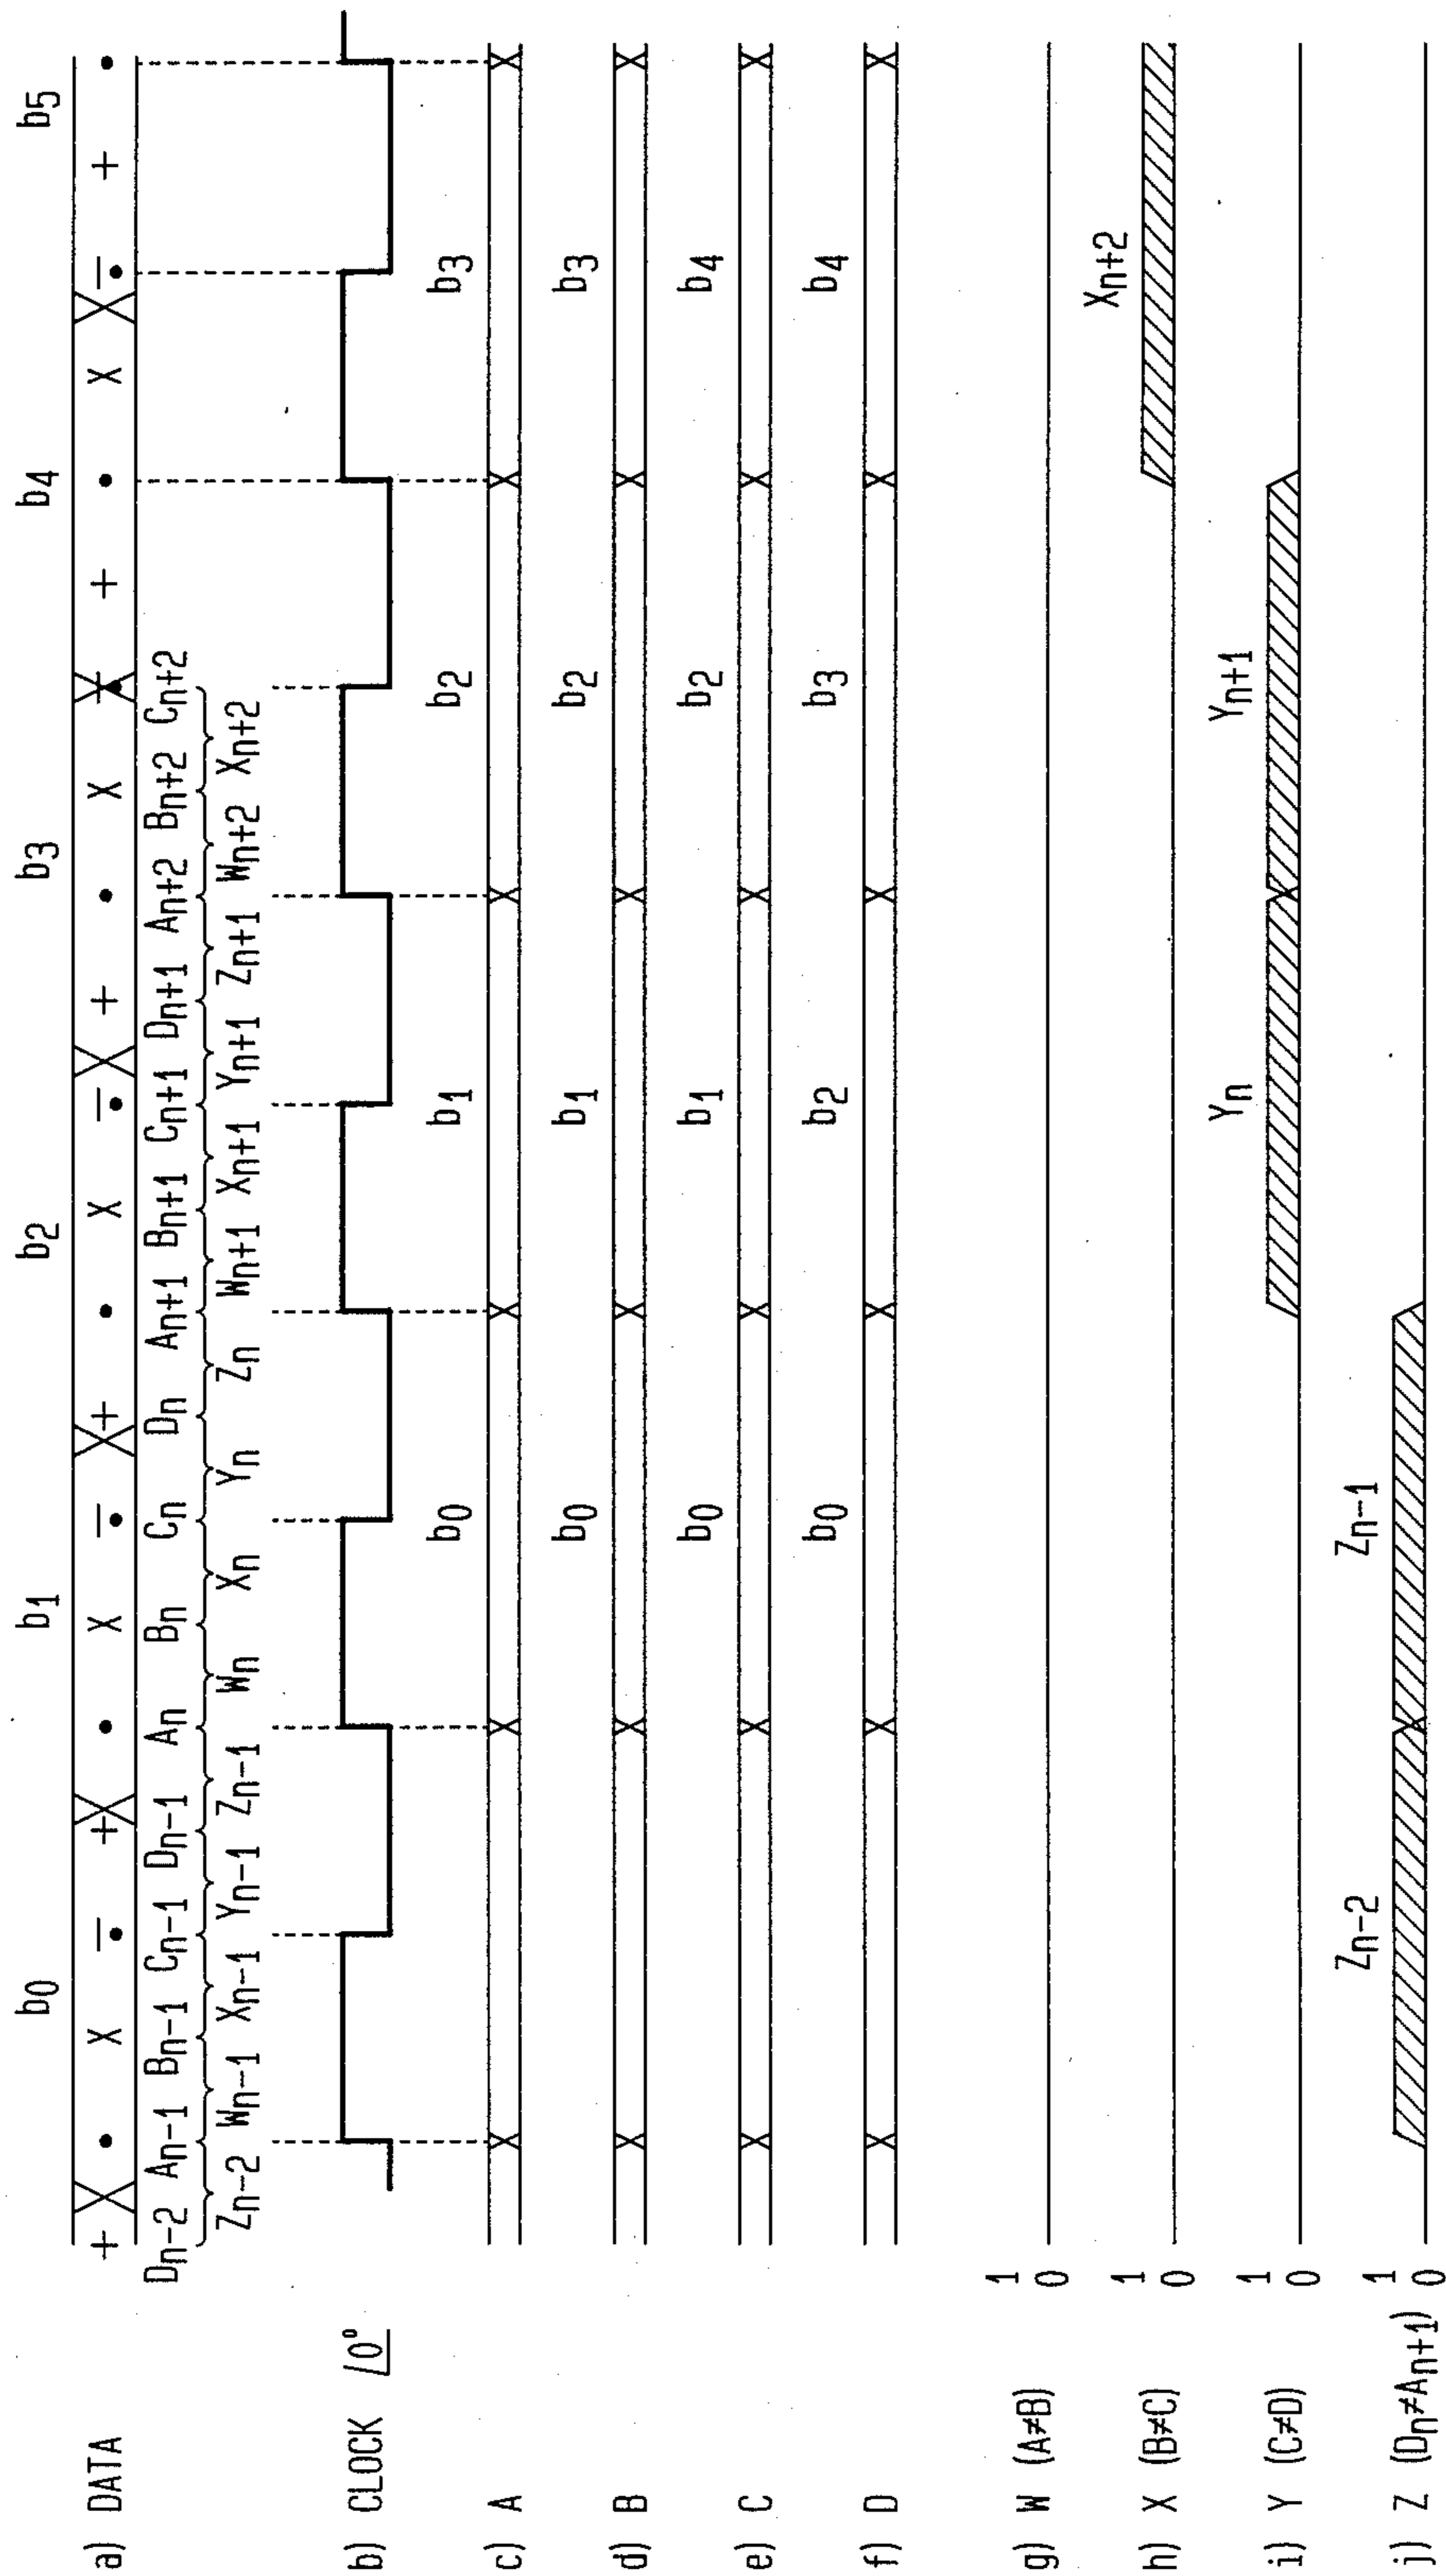 b0 b1 b2 b3 b4 b5
a) DATA
Dn-2 An-1 Bn-1 Cn-1 Dn-1 An Bn Cn Dn An+1 Bn+1 Cn+1 Dn+1 An+2 Bn+2 Cn+2
Zn-2 Wn-1 Xn-1 Yn-1 Zn-1 Wn Xn Yn Zn Wn+1 Xn+1 Yn+1 Zn+1 Wn+2 Xn+2
b) CLOCK /0°
c) A b0 b1 b2 b3
d) B b0 b1 b2 b3
e) C b0 b1 b2 b4
f) D b0 b2 b3 b4
g) W (A≠B) 1 0
h) X (B≠C) 1 0 Xn+2
i) Y (C≠D) 1 0 Yn Yn+1
j) Z (Dn≠An+1) 1 0 Zn-2 Zn-1